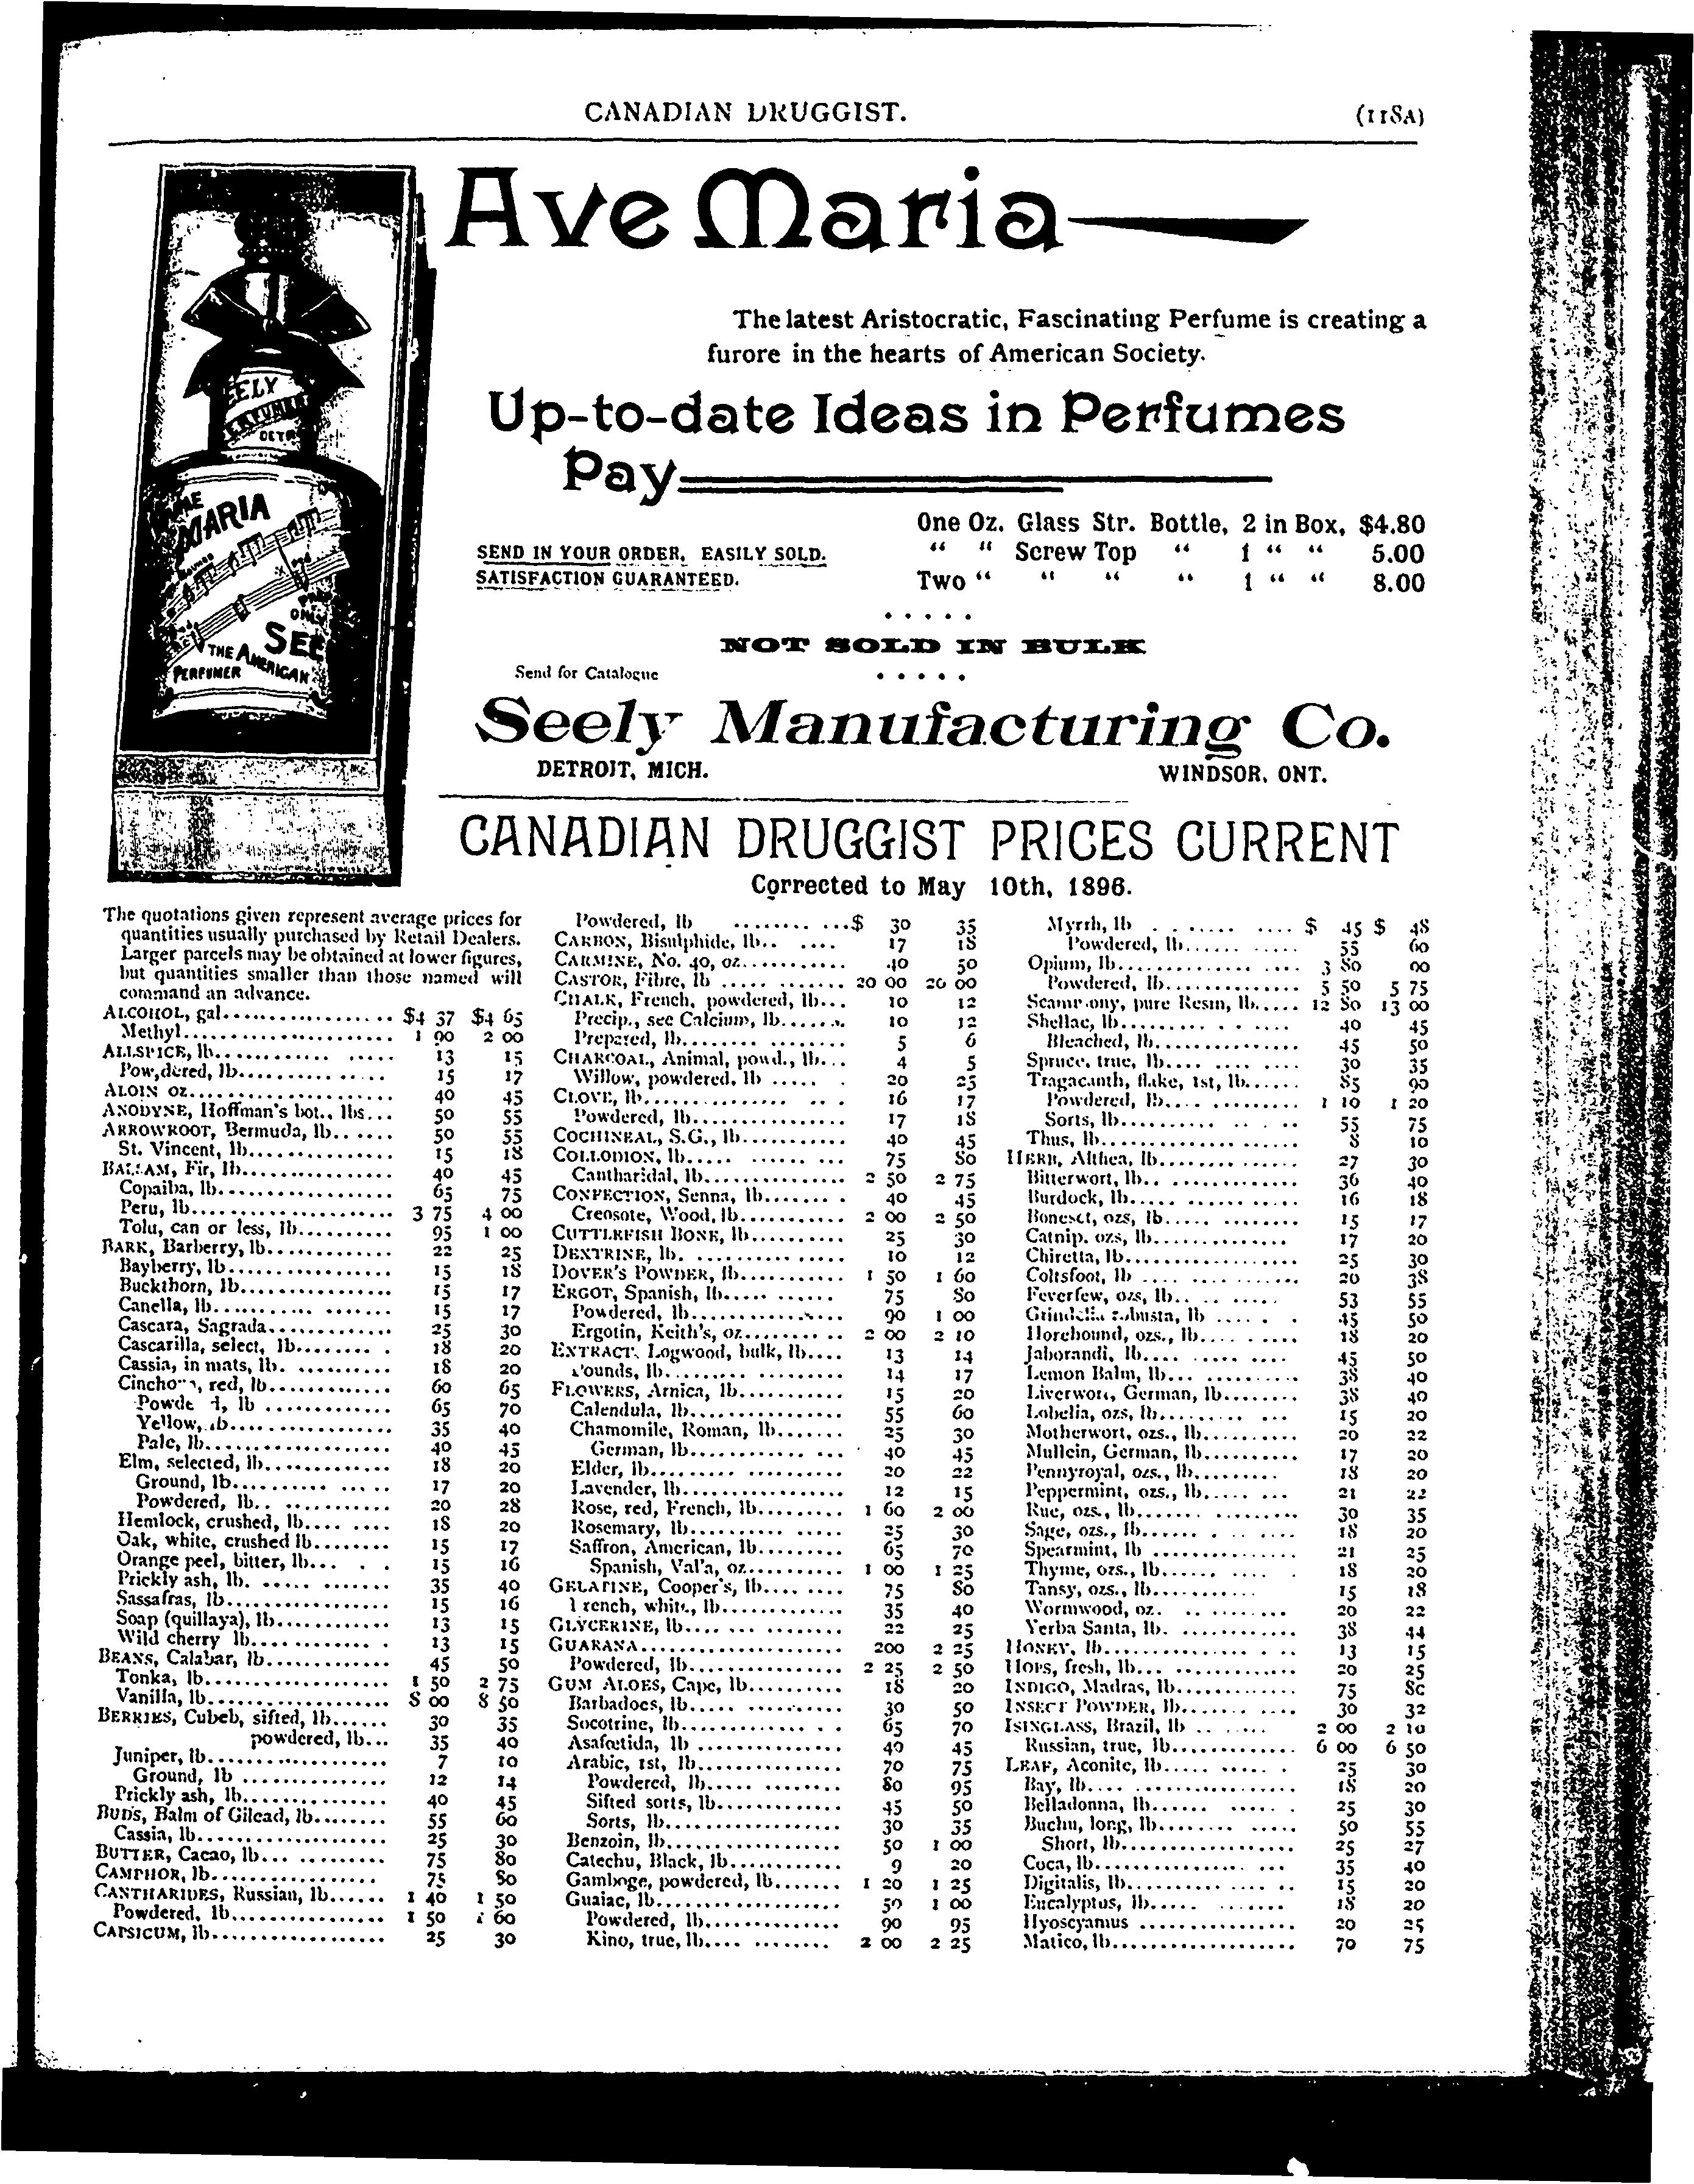 CANADIAN DRUGGIST. (118A)
Ave Maria
The latest Aristocratic, Fascinating Perfume is creating a
furore in the hearts of American Society.
Up-to-date Ideas in Perfumes
Pay
One Oz. Glass Str. Bottle, 2 in Box, $4.80
" " Screw Top " 1 " " 5.00
Two " " " " 1 " " 8.00
SEND IN YOUR ORDER, EASILY SOLD.
SATISFACTION GUARANTEED.
NOT SOLD IN BULK
Send for Catalogue
Seely Manufacturing Co.
DETROIT, MICH. WINDSOR, ONT.
MARIA
SEE
THE AMERICAN
PERFUMER
CANADIAN DRUGGIST PRICES CURRENT
Corrected to May 10th, 1896.
The quotations given represent average prices for
quantities usually purchased by Retail Dealers.
Larger parcels may be obtained at lower figures,
but quantities smaller than those named will
command an advance.
ALCOHOL, gal. $4 37 $4 65
Methyl 1 90 2 00
ALLSPICE, lb. 13 15
Powdered, lb. 15 17
ALOIN oz. 40 45
ANODYNE, Hoffman's bot., lbs. 50 55
ARROWROOT, Bermuda, lb. 50 55
St. Vincent, lb. 15 18
BALSAM, Fir, lb. 40 45
Copaiba, lb. 65 75
Peru, lb. 3 75 4 00
Tolu, can or less, lb. 95 1 00
BARK, Barberry, lb. 22 25
Bayberry, lb. 15 18
Buckthorn, lb. 15 17
Canella, lb. 15 17
Cascara, Sagrada 25 30
Cascarilla, select, lb. 18 20
Cassia, in mats, lb. 18 20
Cinchona, red, lb. 60 65
Powdered, lb 65 70
Yellow, lb. 35 40
Pale, lb. 40 45
Elm, selected, lb. 18 20
Ground, lb. 17 20
Powdered, lb. 20 28
Hemlock, crushed, lb. 18 20
Oak, white, crushed lb. 15 17
Orange peel, bitter, lb. 15 16
Prickly ash, lb. 35 40
Sassafras, lb. 15 16
Soap (quillaya), lb. 13 15
Wild cherry lb. 13 15
BEANS, Calabar, lb. 45 50
Tonka, lb. 1 50 2 75
Vanilla, lb. 8 00 8 50
BERRIES, Cubeb, sifted, lb. 30 35
powdered, lb. 35 40
Juniper, lb. 7 10
Ground, lb 12 14
Prickly ash, lb. 40 45
BUDS, Balm of Gilead, lb. 55 60
Cassia, lb. 25 30
BUTTER, Cacao, lb. 75 80
CAMPHOR, lb. 75 80
CANTHARIDES, Russian, lb. 1 40 1 50
Powdered, lb. 1 50 1 60
CAPSICUM, lb. 25 30
Powdered, lb $ 30 35
CARBON, Bisulphide, lb. 17 18
CARMINE, No. 40, oz. 40 50
CASTOR, Fibre, lb 20 00 20 00
CHALK, French, powdered, lb. 10 12
Precip., see Calcium, lb. 10 12
Prepared, lb. 5 6
CHARCOAL, Animal, powd., lb. 4 5
Willow, powdered, lb 20 25
CLOVE, lb. 16 17
Powdered, lb. 17 18
COCHINEAL, S.G., lb. 40 45
COLLODION, lb. 75 80
Cantharidal, lb. 2 50 2 75
CONFECTION, Senna, lb. 40 45
Creosote, Wood, lb. 2 00 2 50
CUTTLEFISH BONE, lb. 25 30
DEXTRINE, lb. 10 12
DOVER'S POWDER, lb. 1 50 1 60
ERGOT, Spanish, lb. 75 80
Powdered, lb. 90 1 00
Ergotin, Keith's, oz. 2 00 2 10
EXTRACT, Logwood, bulk, lb. 13 14
Pounds, lb. 14 17
FLOWERS, Arnica, lb. 15 20
Calendula, lb. 55 60
Chamomile, Roman, lb. 25 30
German, lb. 40 45
Elder, lb. 20 22
Lavender, lb. 12 15
Rose, red, French, lb. 1 60 2 00
Rosemary, lb. 25 30
Saffron, American, lb. 65 70
Spanish, Val'a, oz. 1 00 1 25
GELATINE, Cooper's, lb. 75 80
French, white, lb. 35 40
GLYCERINE, lb. 22 25
GUARANA 200 2 25
Powdered, lb. 2 25 2 50
GUM ALOES, Cape, lb. 18 20
Barbadoes, lb. 30 50
Socotrine, lb. 65 70
Asafœtida, lb 40 45
Arabic, 1st, lb. 70 75
Powdered, lb. 80 95
Sifted sorts, lb. 45 50
Sorts, lb. 30 35
Benzoin, lb. 50 1 00
Catechu, Black, lb. 9 20
Gamboge, powdered, lb. 1 20 1 25
Guaiac, lb. 50 1 00
Powdered, lb. 90 95
Kino, true, lb. 2 00 2 25
Myrrh, lb $ 45 $ 48
Powdered, lb. 55 60
Opium, lb. 3 80 00
Powdered, lb. 5 50 5 75
Scammony, pure Resin, lb. 12 80 13 00
Shellac, lb. 40 45
Bleached, lb. 45 50
Spruce, true, lb. 30 35
Tragacanth, flake, 1st, lb. 85 90
Powdered, lb. 1 10 1 20
Sorts, lb. 55 75
Thus, lb. 8 10
HERB, Althea, lb. 27 30
Bitterwort, lb. 36 40
Burdock, lb. 16 18
Boneset, ozs, lb. 15 17
Catnip, ozs, lb. 17 20
Chiretta, lb. 25 30
Coltsfoot, lb 20 38
Feverfew, ozs, lb. 53 55
Grindelia robusta, lb 45 50
Horehound, ozs., lb. 18 20
Jaborandi, lb. 45 50
Lemon Balm, lb. 38 40
Liverwort, German, lb. 38 40
Lobelia, ozs, lb. 15 20
Motherwort, ozs., lb. 20 22
Mullein, German, lb. 17 20
Pennyroyal, ozs., lb. 18 20
Peppermint, ozs., lb. 21 22
Rue, ozs., lb. 30 35
Sage, ozs., lb. 18 20
Spearmint, lb 21 25
Thyme, ozs., lb. 18 20
Tansy, ozs., lb. 15 18
Wormwood, oz. 20 22
Yerba Santa, lb. 38 44
HONEY, lb. 13 15
HOPS, fresh, lb. 20 25
INDIGO, Madras, lb. 75 80
INSECT POWDER, lb. 30 32
ISINGLASS, Brazil, lb 2 00 2 10
Russian, true, lb. 6 00 6 50
LEAF, Aconite, lb. 25 30
Bay, lb. 18 20
Belladonna, lb. 25 30
Buchu, long, lb. 50 55
Short, lb. 25 27
Coca, lb. 35 40
Digitalis, lb. 15 20
Eucalyptus, lb. 18 20
Hyoscyamus 20 25
Matico, lb. 70 75